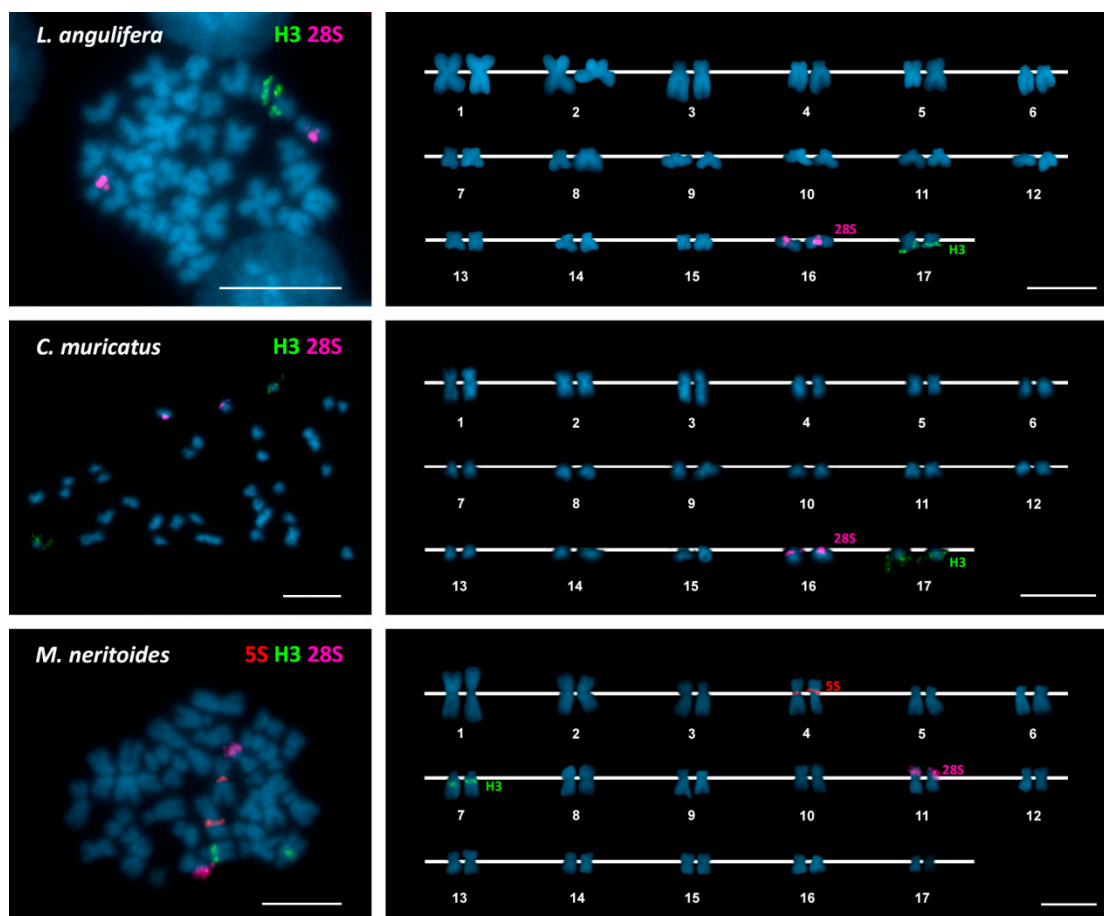 L. angulifera H3 28S
1 2 3 4 5 6
7 8 9 10 11 12
28S
H3
13 14 15 16 17
C. muricatus H3 28S
1 2 3 4 5 6
7 8 9 10 11 12
28S
H3
13 14 15 16 17
M. neritoides 5S H3 28S
5S
1 2 3 4 5 6
28S
H3
7 8 9 10 11 12
13 14 15 16 17